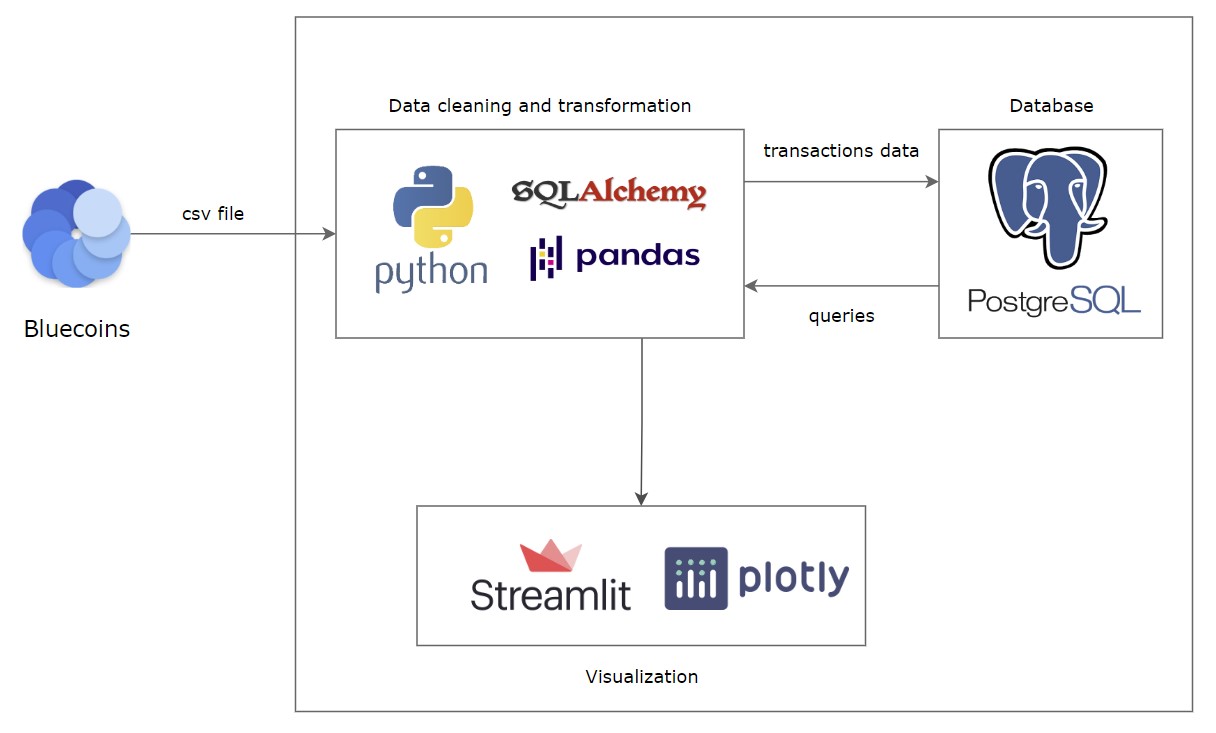 Data cleaning and transformation
Database
transactions data
csv file
python
SQLAlchemy
pandas
PostgreSQL
queries
Bluecoins
Streamlit
plotly
Visualization